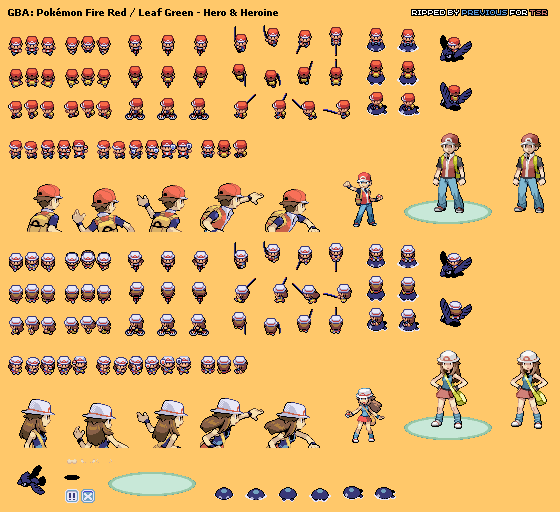 GBA: Pokémon Fire Red / Leaf Green - Hero & Heroine
RIPPED BY PREVIOUS FOR TSR